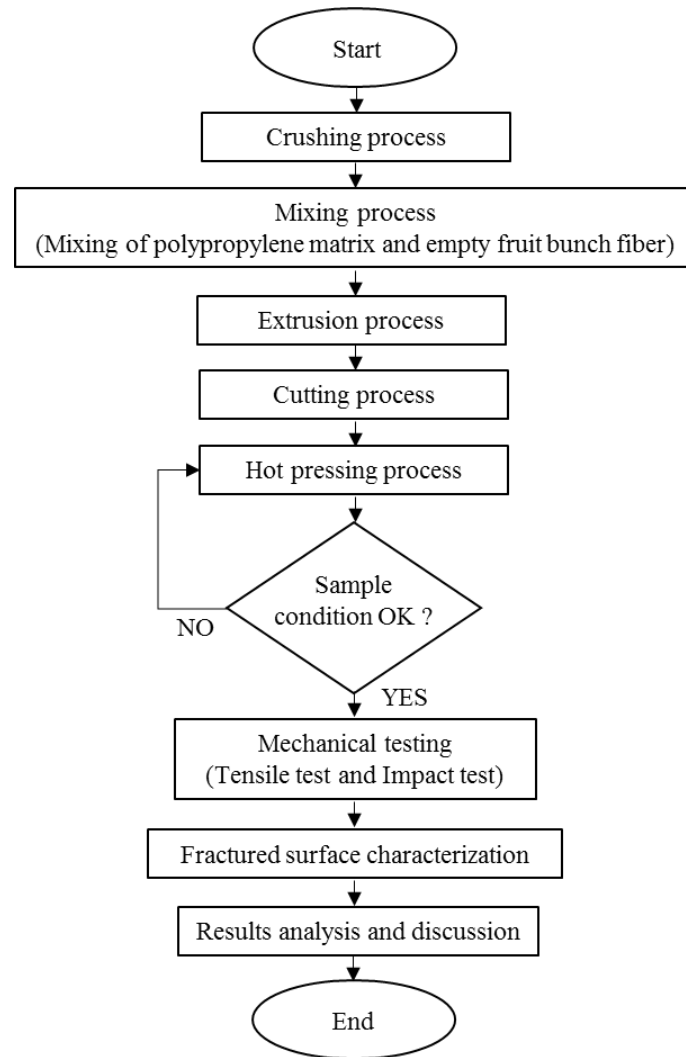 Start
Crushing process
Mixing process
(Mixing of polypropylene matrix and empty fruit bunch fiber)
Extrusion process
Cutting process
Hot pressing process
Sample
condition OK ?
NO
YES
Mechanical testing
(Tensile test and Impact test)
Fractured surface characterization
Results analysis and discussion
End